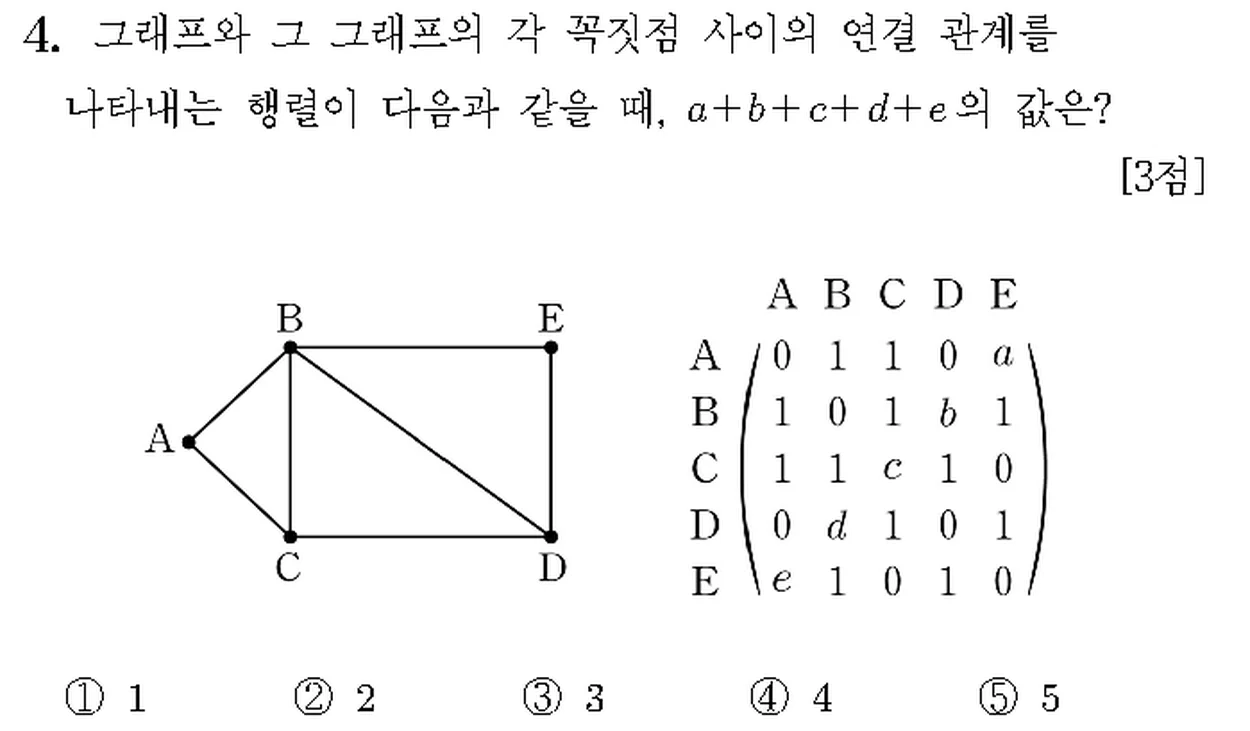 4. 그래프와 그 그래프의 각 꼭짓점 사이의 연결 관계를
나타내는 행렬이 다음과 같을 때, a+b+c+d+e의 값은?
[3점]
B E
A
C D
A B C D E
A 0 1 1 0 a
B 1 0 1 b 1
C 1 1 c 1 0
D 0 d 1 0 1
E e 1 0 1 0
① 1 ② 2 ③ 3 ④ 4 ⑤ 5